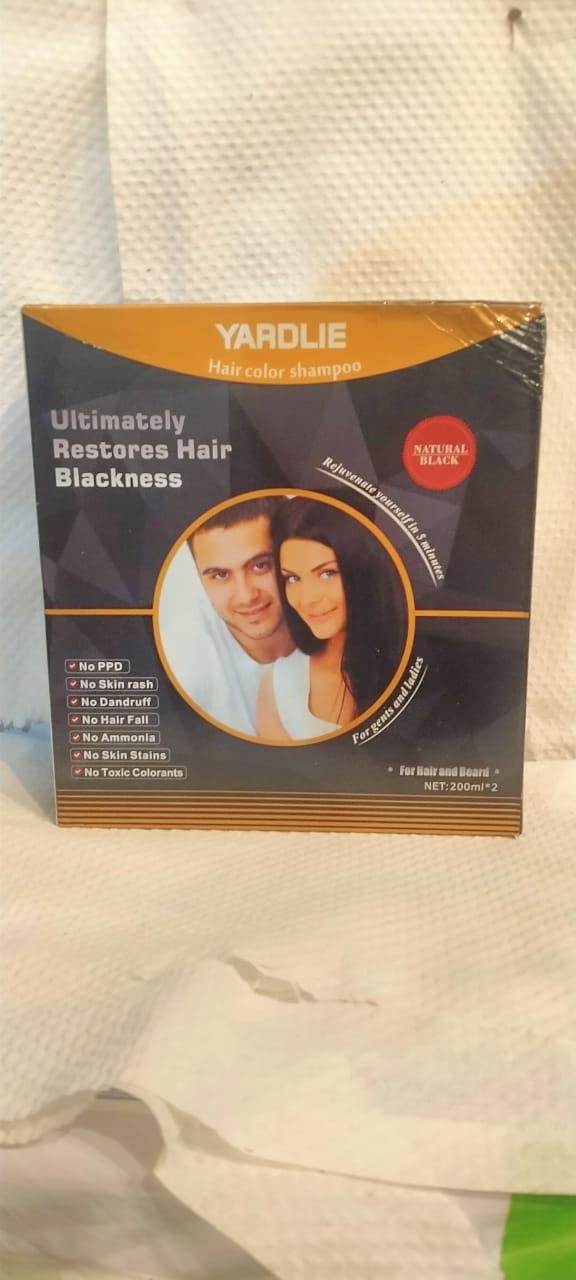 YARDLIE
Hair color shampoo
Ultimately
Restores Hair
Blackness
NATURAL
BLACK
Rejuvenate yourself in 5 minutes
For gents and ladies
No PPD
No Skin rash
No Dandruff
No Hair Fall
No Ammonia
No Skin Stains
No Toxic Colorants
For Hair and Beard
NET:200ml*2